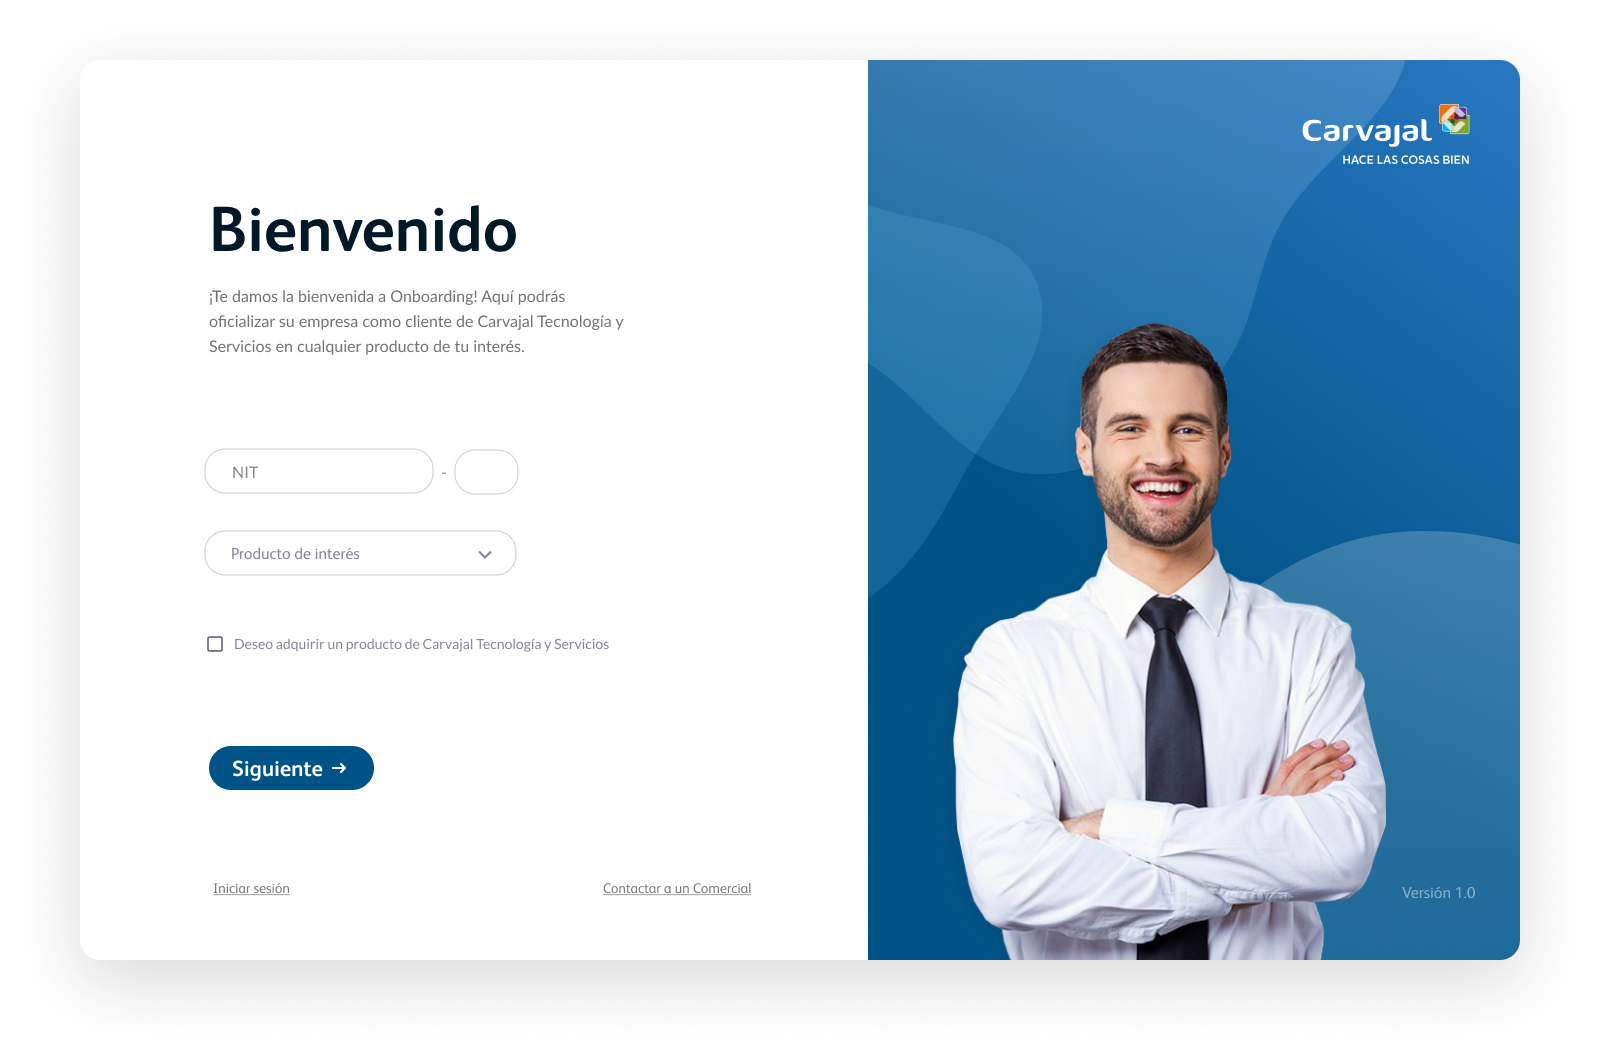 Carvajal
HACE LAS COSAS BIEN
Bienvenido
¡Te damos la bienvenida a Onboarding! Aquí podrás
oficializar su empresa como cliente de Carvajal Tecnología y
Servicios en cualquier producto de tu interés.
NIT -
Producto de interés
Deseo adquirir un producto de Carvajal Tecnología y Servicios
Siguiente →
Iniciar sesión
Contactar a un Comercial
Versión 1.0